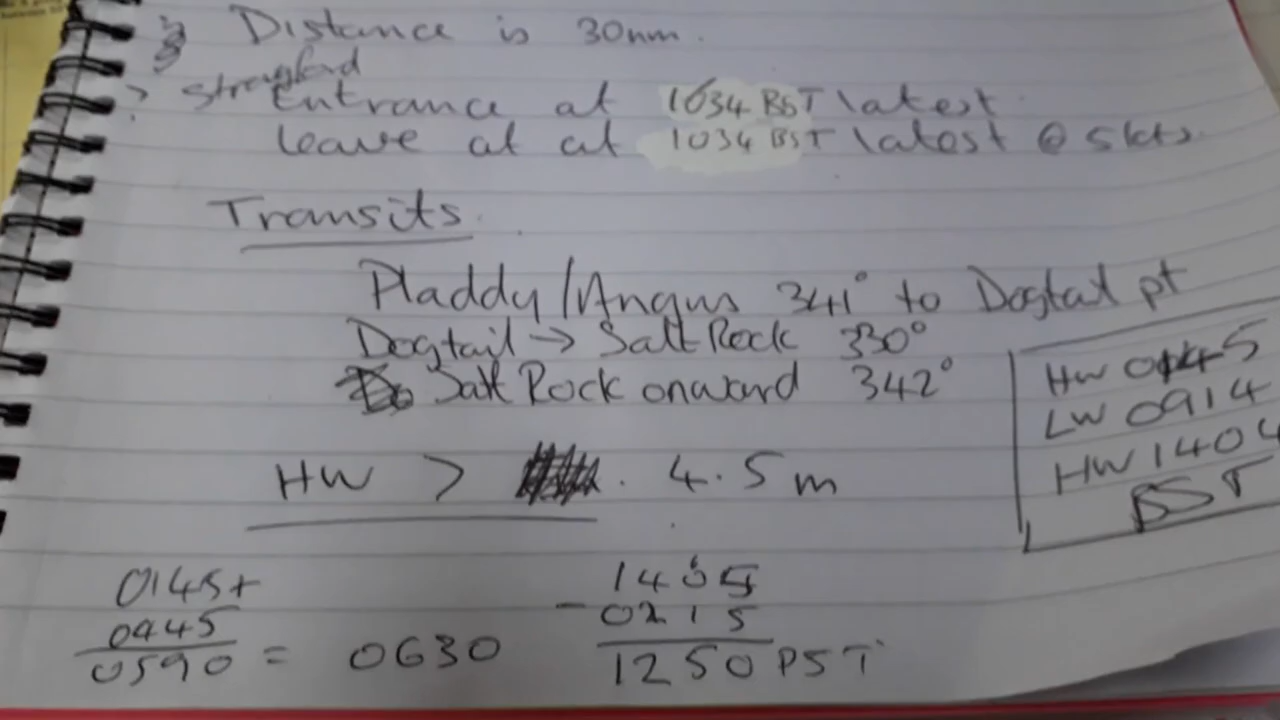 Distance is 30nm.
Strangford
Entrance at 1034 BST latest
leave at at 1034 BST latest @ 5kts.
Transits.
Pladdy/Angus 341° to Dogtail pt
Dogtail → Salt Rock 330°
Salt Rock onward 342°
HW 0145
LW 0914
HW 1404
BST
HW > 4.5m
0145+
0445
0590 = 0630
1405
- 0215
1250 PST